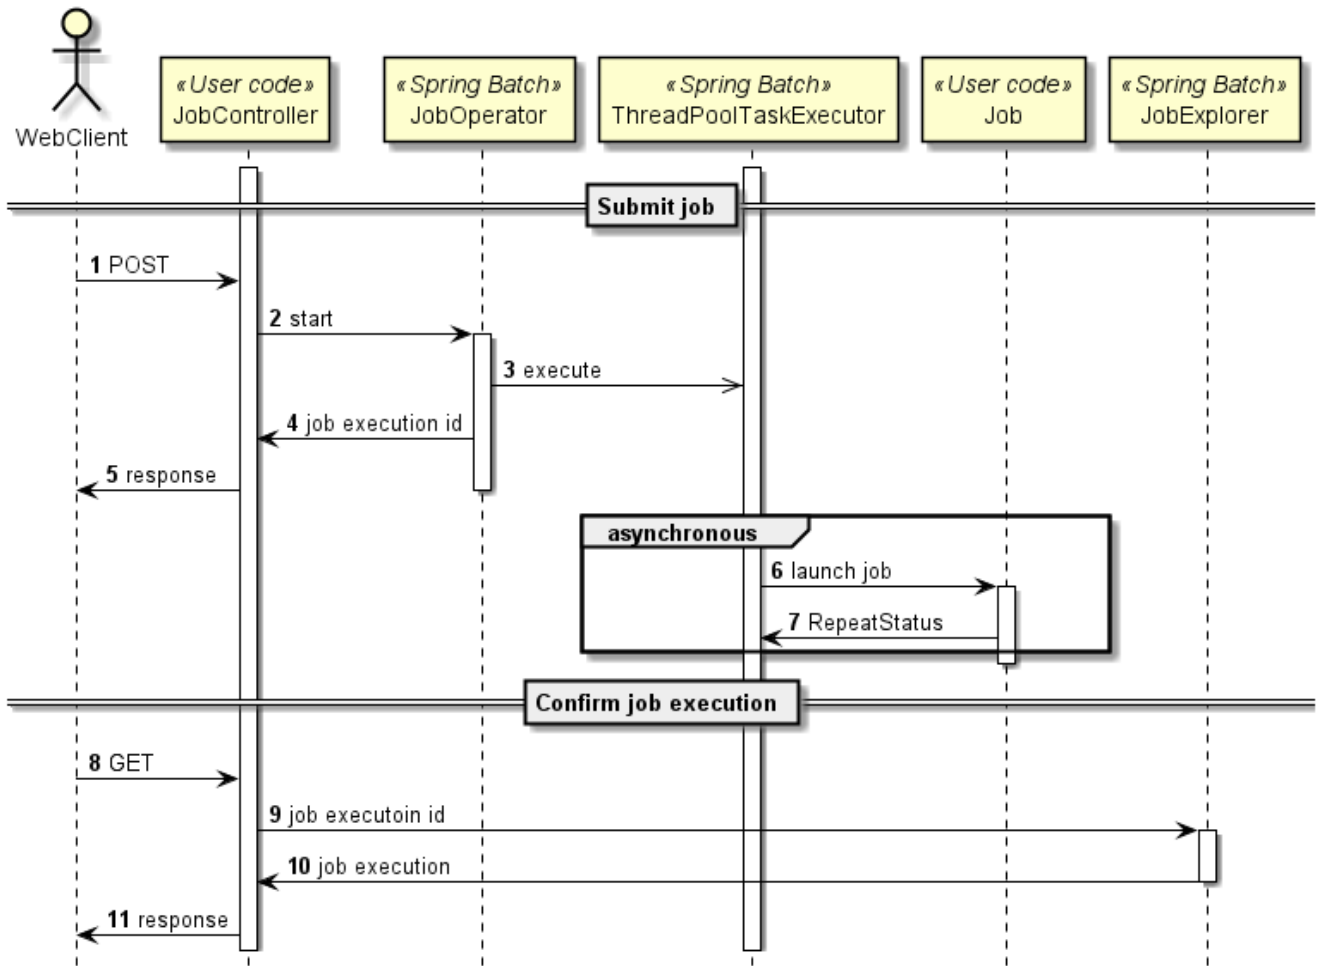 WebClient
«User code»
JobController
«Spring Batch»
JobOperator
«Spring Batch»
ThreadPoolTaskExecutor
«User code»
Job
«Spring Batch»
JobExplorer
Submit job
1 POST
2 start
3 execute
4 job execution id
5 response
asynchronous
6 launch job
7 RepeatStatus
Confirm job execution
8 GET
9 job executoin id
10 job execution
11 response